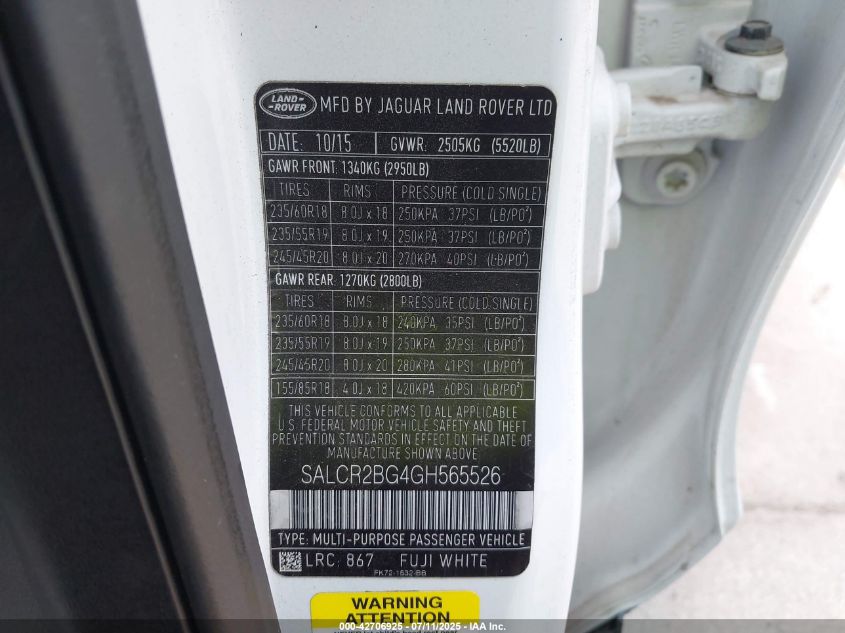 LAND-
-ROVER
MFD BY JAGUAR LAND ROVER LTD
DATE: 10/15 GVWR: 2505KG (5520LB)
GAWR FRONT: 1340KG (2950LB)
TIRES RIMS PRESSURE (COLD SINGLE)
235/60R18 8.0J x 18 250KPA 37PSI (LB/PO²)
235/55R19 8.0J x 19 250KPA 37PSI (LB/PO²)
245/45R20 8.0J x 20 270KPA 40PSI (LB/PO²)
GAWR REAR: 1270KG (2800LB)
TIRES RIMS PRESSURE (COLD SINGLE)
235/60R18 8.0J x 18 240KPA 35PSI (LB/PO²)
235/55R19 8.0J x 19 250KPA 37PSI (LB/PO²)
245/45R20 8.0J x 20 280KPA 41PSI (LB/PO²)
155/85R18 4.0J x 18 420KPA 60PSI (LB/PO²)
THIS VEHICLE CONFORMS TO ALL APPLICABLE
U.S. FEDERAL MOTOR VEHICLE SAFETY AND THEFT
PREVENTION STANDARDS IN EFFECT ON THE DATE OF
MANUFACTURE SHOWN ABOVE.
SALCR2BG4GH565526
TYPE: MULTI-PURPOSE PASSENGER VEHICLE
LRC: 867 FUJI WHITE
FK72-1532-BB
WARNING
ATTENTION
00000 - 42706925 - 07/11/2025 - IAA Inc.